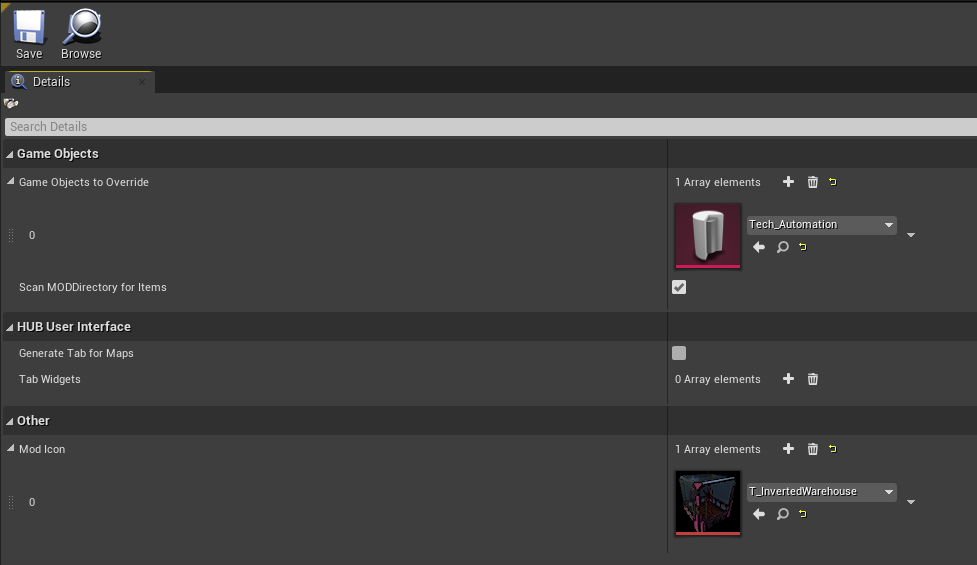 Save Browse
Details
Search Details
Game Objects
Game Objects to Override 1 Array elements
0 Tech_Automation
Scan MODDirectory for Items
HUB User Interface
Generate Tab for Maps
Tab Widgets 0 Array elements
Other
Mod Icon 1 Array elements
0 T_InvertedWarehouse